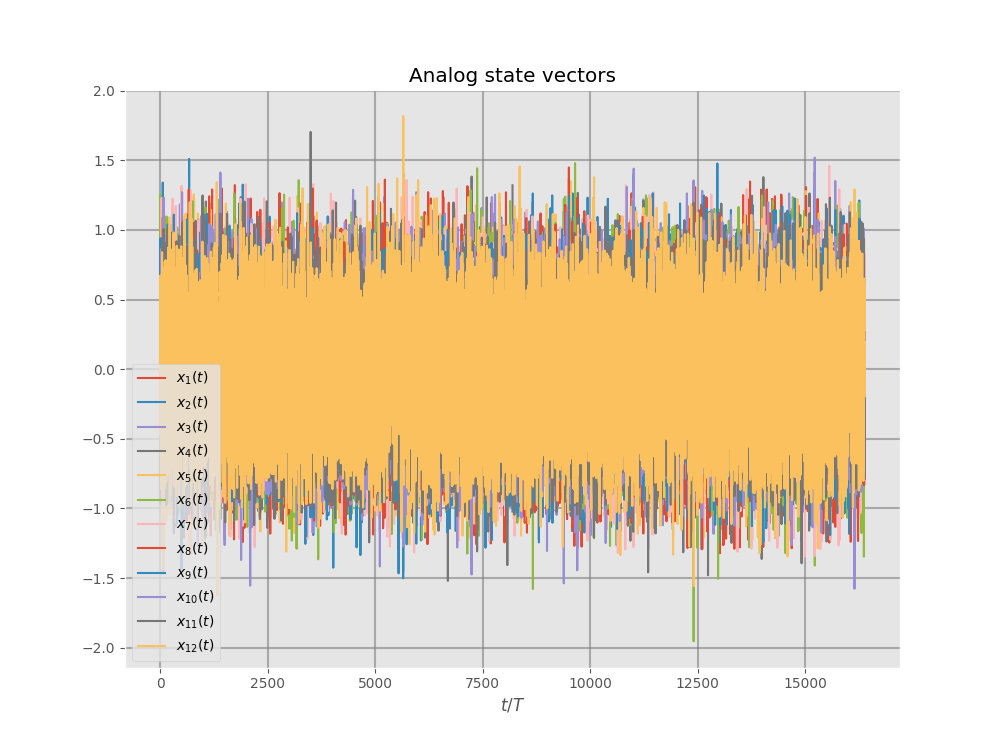 Analog state vectors
2.0
1.5
1.0
0.5
0.0
−0.5
−1.0
−1.5
−2.0
x₁(t)
x₂(t)
x₃(t)
x₄(t)
x₅(t)
x₆(t)
x₇(t)
x₈(t)
x₉(t)
x₁₀(t)
x₁₁(t)
x₁₂(t)
0 2500 5000 7500 10000 12500 15000
t/T